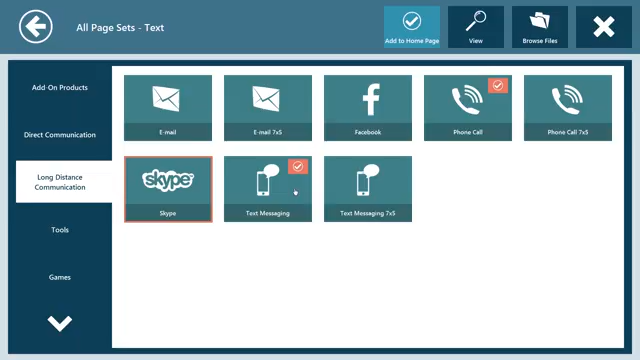 All Page Sets - Text
Add to Home Page
View
Browse Files
Add-On Products
Direct Communication
Long Distance
Communication
Tools
Games
E-mail
E-mail 7x5
Facebook
Phone Call
Phone Call 7x5
skype
Skype
Text Messaging
Text Messaging 7x5